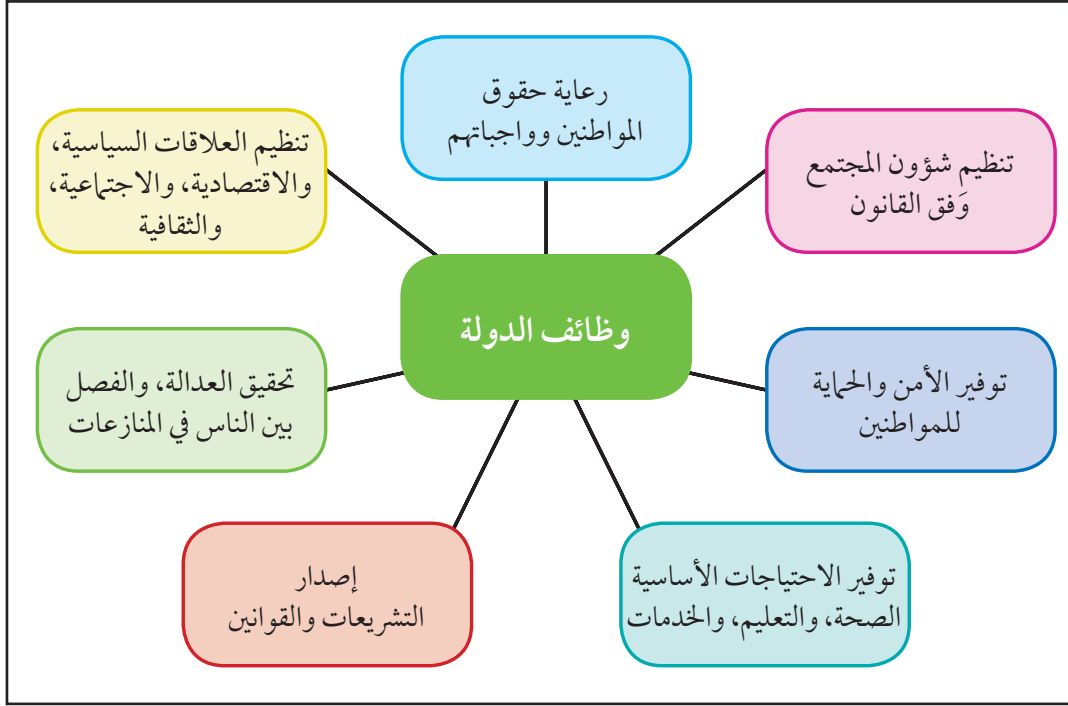 رعاية حقوق
المواطنين وواجباتهم
تنظيم شؤون المجتمع
وَفق القانون
تنظيم العلاقات السياسية،
والاقتصادية، والاجتماعية،
والثقافية
وظائف الدولة
توفير الأمن والحماية
للمواطنين
تحقيق العدالة، والفصل
بين الناس في المنازعات
توفير الاحتياجات الأساسية
الصحة، والتعليم، والخدمات
إصدار
التشريعات والقوانين